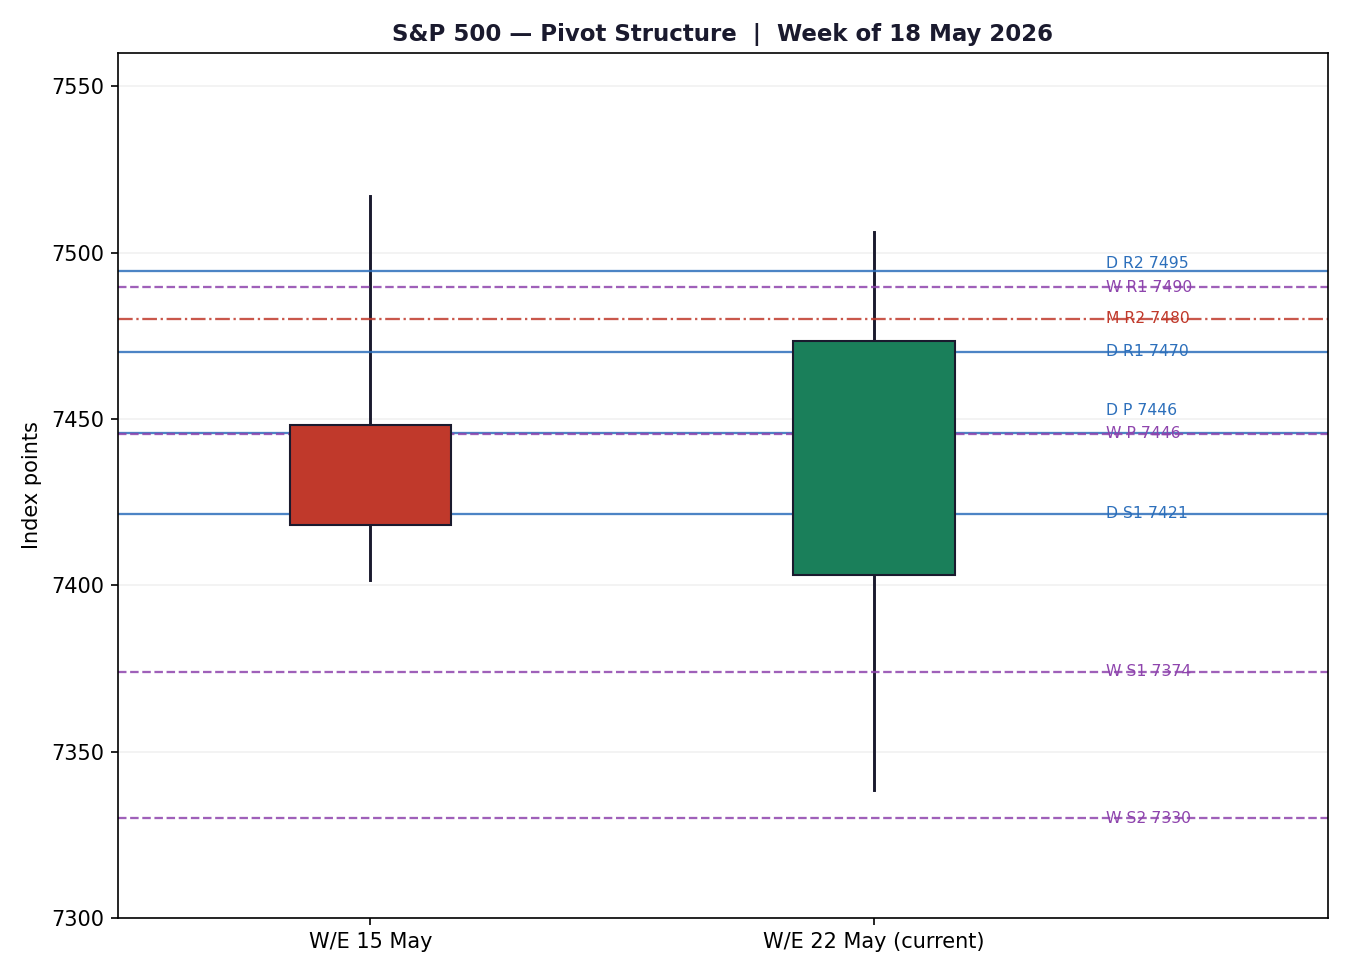 S&P 500 — Pivot Structure | Week of 18 May 2026
Index points
7550
7500
7450
7400
7350
7300
D R2 7495
W R1 7490
M R2 7480
D R1 7470
D P 7446
W P 7446
D S1 7421
W S1 7374
W S2 7330
W/E 15 May
W/E 22 May (current)